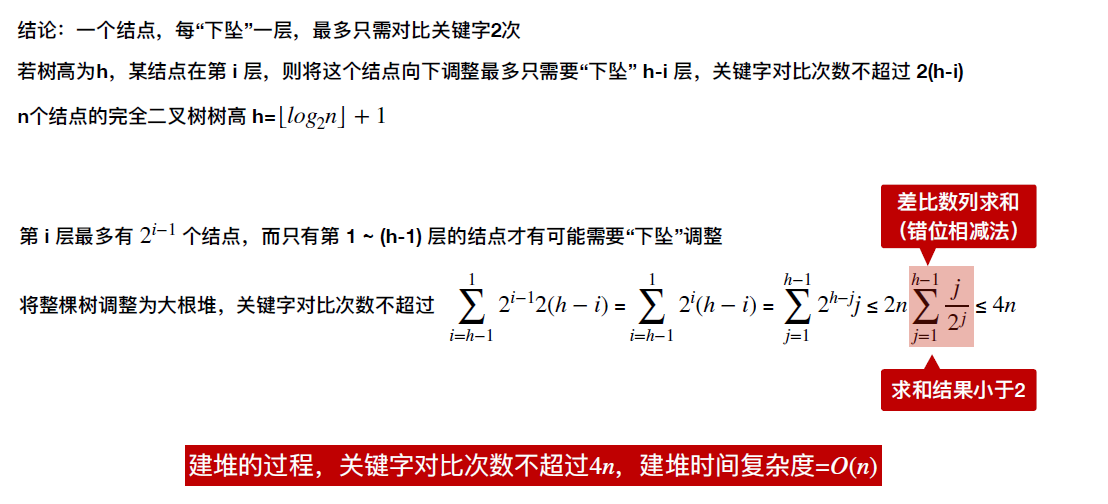 结论：一个结点，每“下坠”一层，最多只需对比关键字2次
若树高为h，某结点在第 i 层，则将这个结点向下调整最多只需要“下坠” h-i 层，关键字对比次数不超过 2(h-i)
n个结点的完全二叉树树高 h=⌊log₂n⌋ + 1
差比数列求和
（错位相减法）
第 i 层最多有 2^{i−1} 个结点，而只有第 1 ~ (h-1) 层的结点才有可能需要“下坠”调整
将整棵树调整为大根堆，关键字对比次数不超过 \sum_{i=h−1}^{1} 2^{i−1}2(h − i) = \sum_{i=h−1}^{1} 2^{i}(h − i) = \sum_{j=1}^{h−1} 2^{h−j}j ≤ 2n \sum_{j=1}^{h−1} \frac{j}{2^{j}} ≤ 4n
求和结果小于2
建堆的过程，关键字对比次数不超过4n，建堆时间复杂度=O(n)